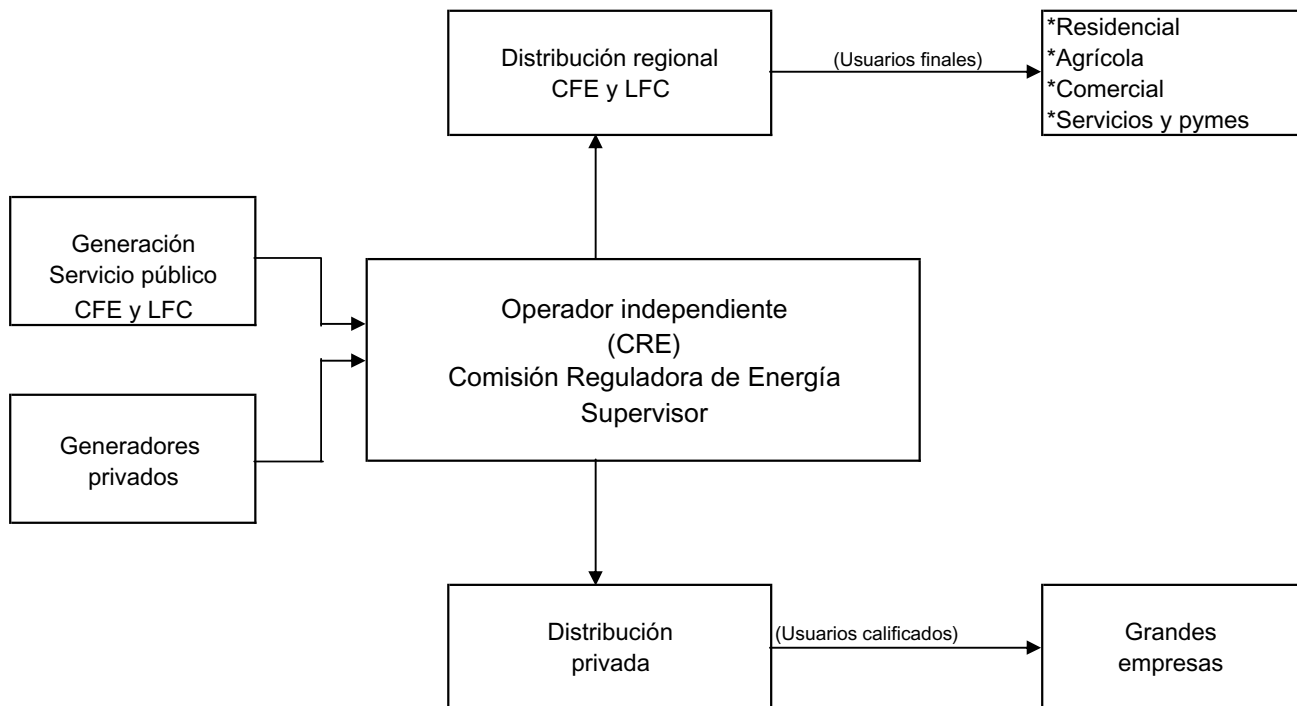 Distribución regional
CFE y LFC
(Usuarios finales)
*Residencial
*Agrícola
*Comercial
*Servicios y pymes
Generación
Servicio público
CFE y LFC
Operador independiente
(CRE)
Comisión Reguladora de Energía
Supervisor
Generadores
privados
Distribución
privada
(Usuarios calificados)
Grandes
empresas